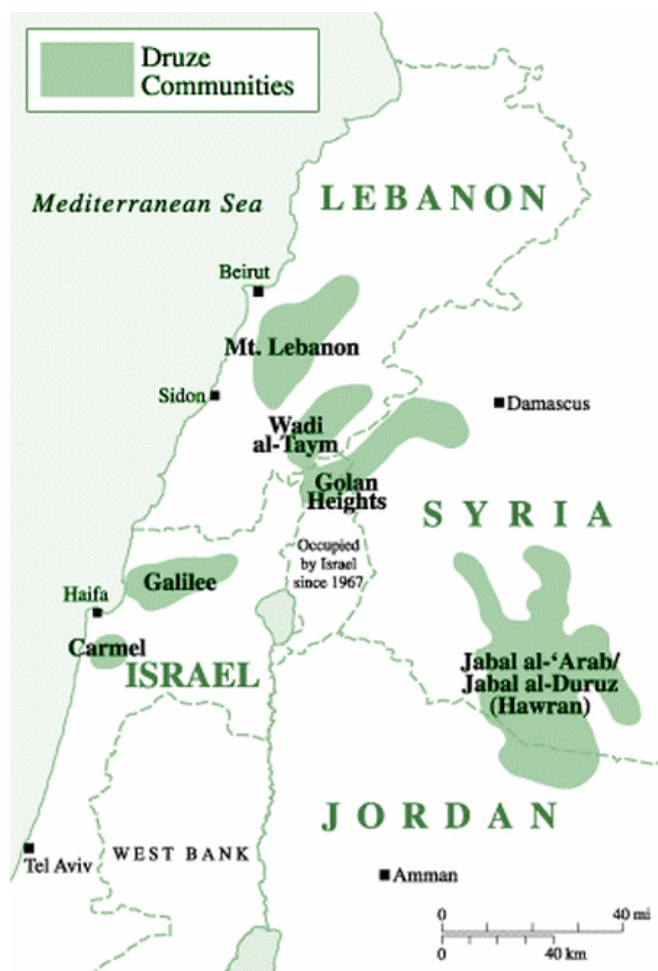 Druze
Communities
Mediterranean Sea
LEBANON
Beirut
Mt. Lebanon
Sidon
Damascus
Wadi
al-Taym
Golan
Heights
SYRIA
Occupied
by Israel
since 1967
Galilee
Haifa
Carmel
ISRAEL
Jabal al-‘Arab/
Jabal al-Duruz
(Hawran)
JORDAN
WEST BANK
Tel Aviv
Amman
0 40 mi
0 40 km